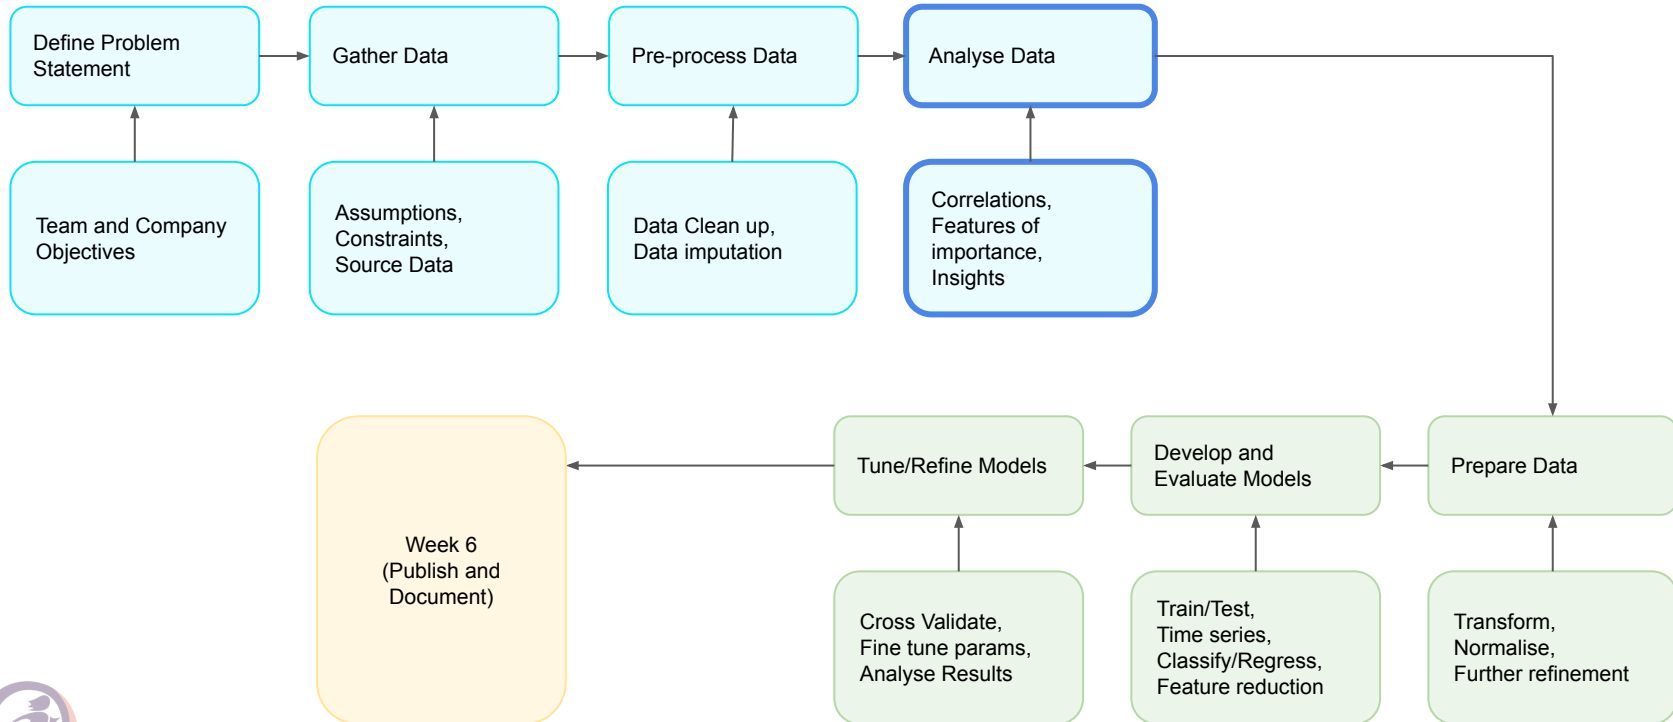 Define Problem
Statement
Gather Data
Pre-process Data
Analyse Data
Team and Company
Objectives
Assumptions,
Constraints,
Source Data
Data Clean up,
Data imputation
Correlations,
Features of
importance,
Insights
Tune/Refine Models
Develop and
Evaluate Models
Prepare Data
Week 6
(Publish and
Document)
Cross Validate,
Fine tune params,
Analyse Results
Train/Test,
Time series,
Classify/Regress,
Feature reduction
Transform,
Normalise,
Further refinement